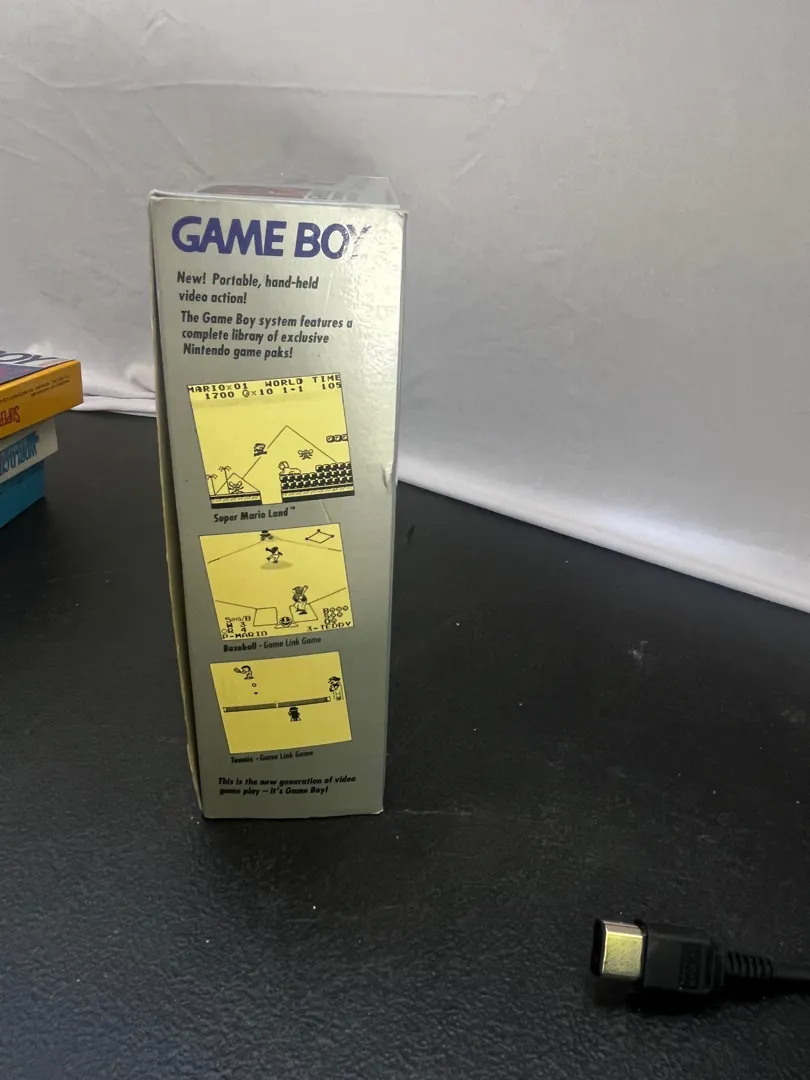 GAME BOY
New! Portable, hand-held
video action!
The Game Boy system features a
complete library of exclusive
Nintendo game paks!
MARIO×01 WORLD TIME
1700 ×10 1-1 105
Super Mario Land™
P-MARIO 3-TEDDY
Baseball - Game Link Game
Tennis - Game Link Game
This is the new generation of video
game play — it's Game Boy!